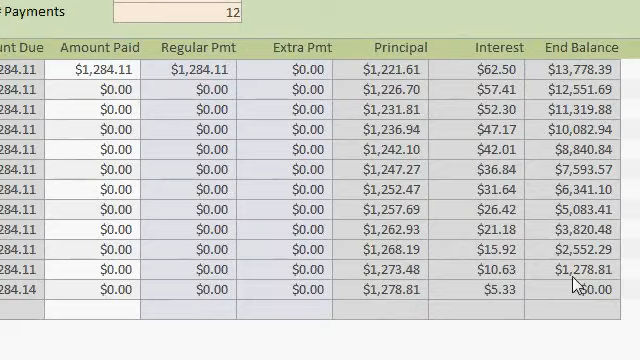 # Payments 12
unt Due Amount Paid Regular Pmt Extra Pmt Principal Interest End Balance
284.11 $1,284.11 $1,284.11 $0.00 $1,221.61 $62.50 $13,778.39
284.11 $0.00 $0.00 $0.00 $1,226.70 $57.41 $12,551.69
284.11 $0.00 $0.00 $0.00 $1,231.81 $52.30 $11,319.88
284.11 $0.00 $0.00 $0.00 $1,236.94 $47.17 $10,082.94
284.11 $0.00 $0.00 $0.00 $1,242.10 $42.01 $8,840.84
284.11 $0.00 $0.00 $0.00 $1,247.27 $36.84 $7,593.57
284.11 $0.00 $0.00 $0.00 $1,252.47 $31.64 $6,341.10
284.11 $0.00 $0.00 $0.00 $1,257.69 $26.42 $5,083.41
284.11 $0.00 $0.00 $0.00 $1,262.93 $21.18 $3,820.48
284.11 $0.00 $0.00 $0.00 $1,268.19 $15.92 $2,552.29
284.11 $0.00 $0.00 $0.00 $1,273.48 $10.63 $1,278.81
284.14 $0.00 $0.00 $0.00 $1,278.81 $5.33 $0.00